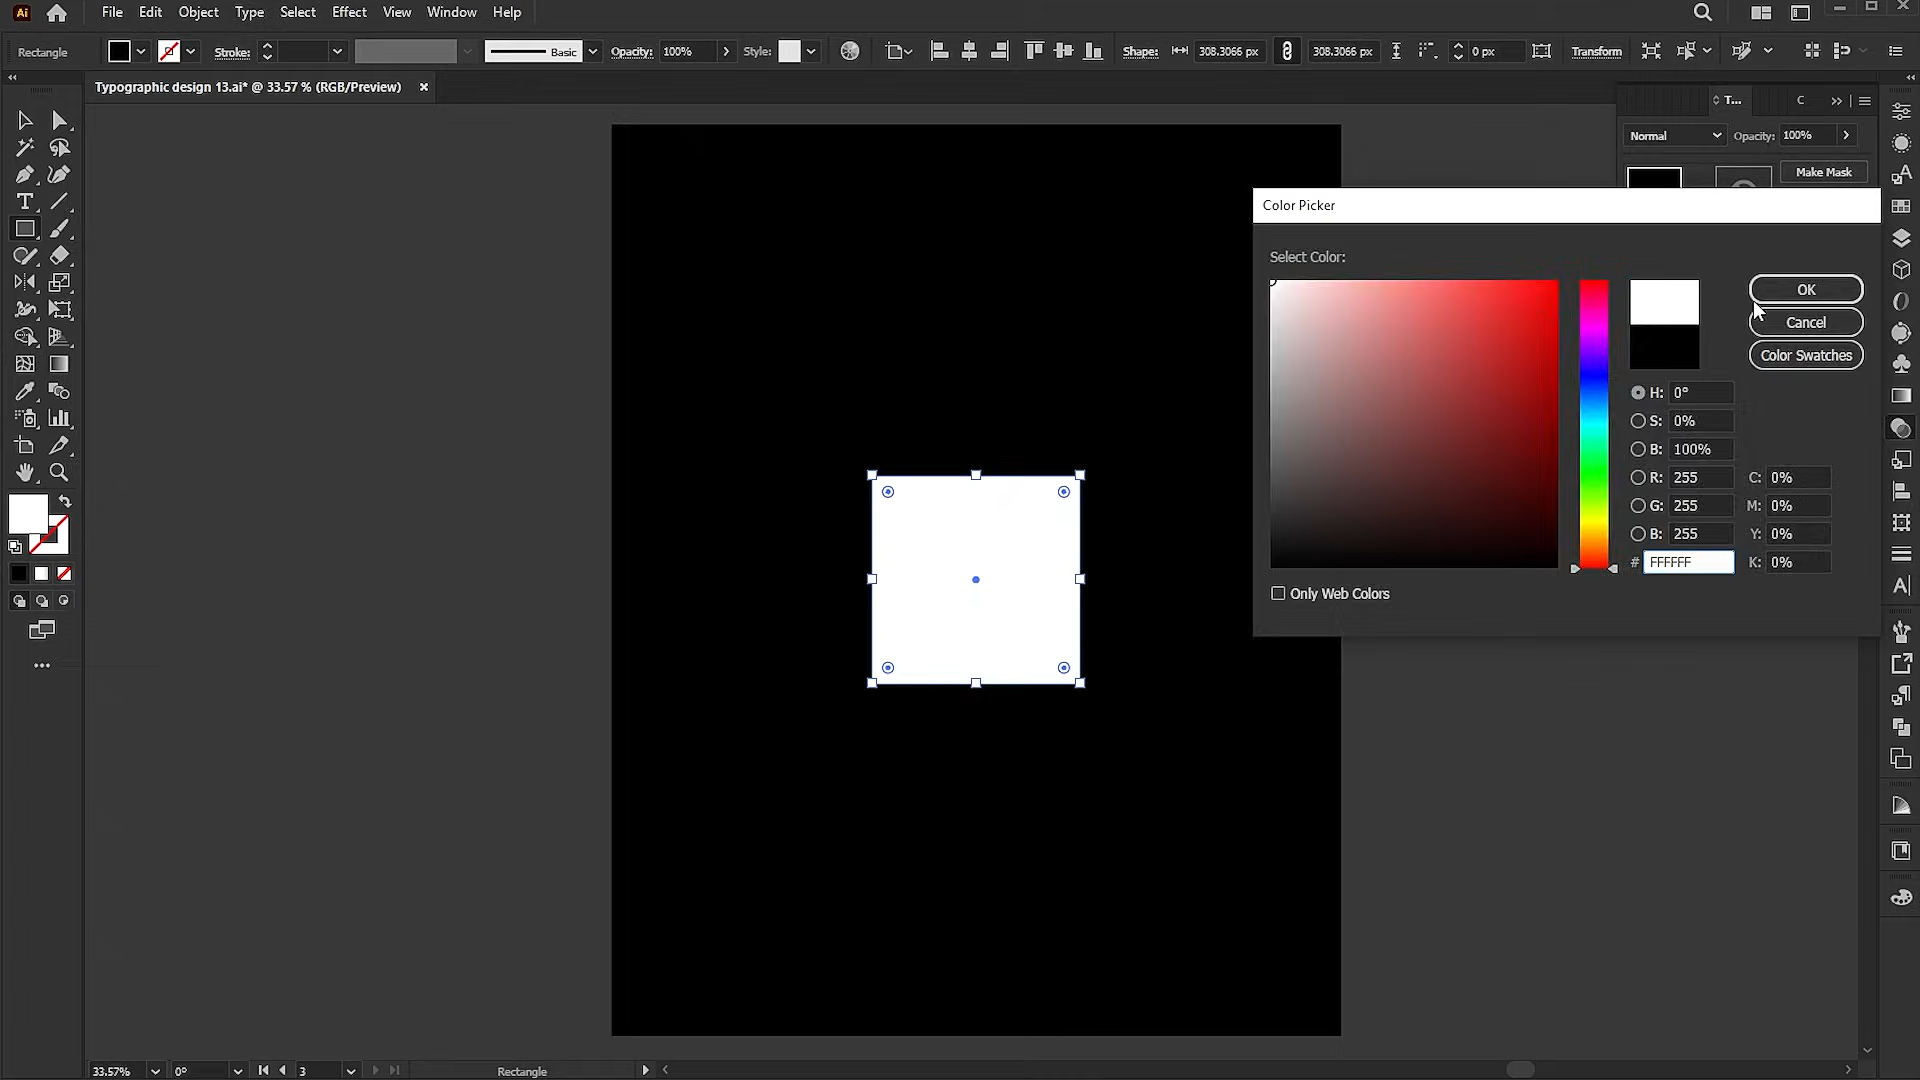 Ai File Edit Object Type Select Effect View Window Help
Rectangle Stroke: Basic Opacity: 100% Style: Shape: 308.3066 px 308.3066 px 0 px Transform
Typographic design 13.ai* @ 33.57 % (RGB/Preview)
T... C
Normal Opacity: 100%
Make Mask
Color Picker
Select Color:
OK
Cancel
Color Swatches
H: 0°
S: 0%
B: 100%
R: 255 C: 0%
G: 255 M: 0%
B: 255 Y: 0%
# FFFFFF K: 0%
Only Web Colors
33.57% 0° 3 Rectangle